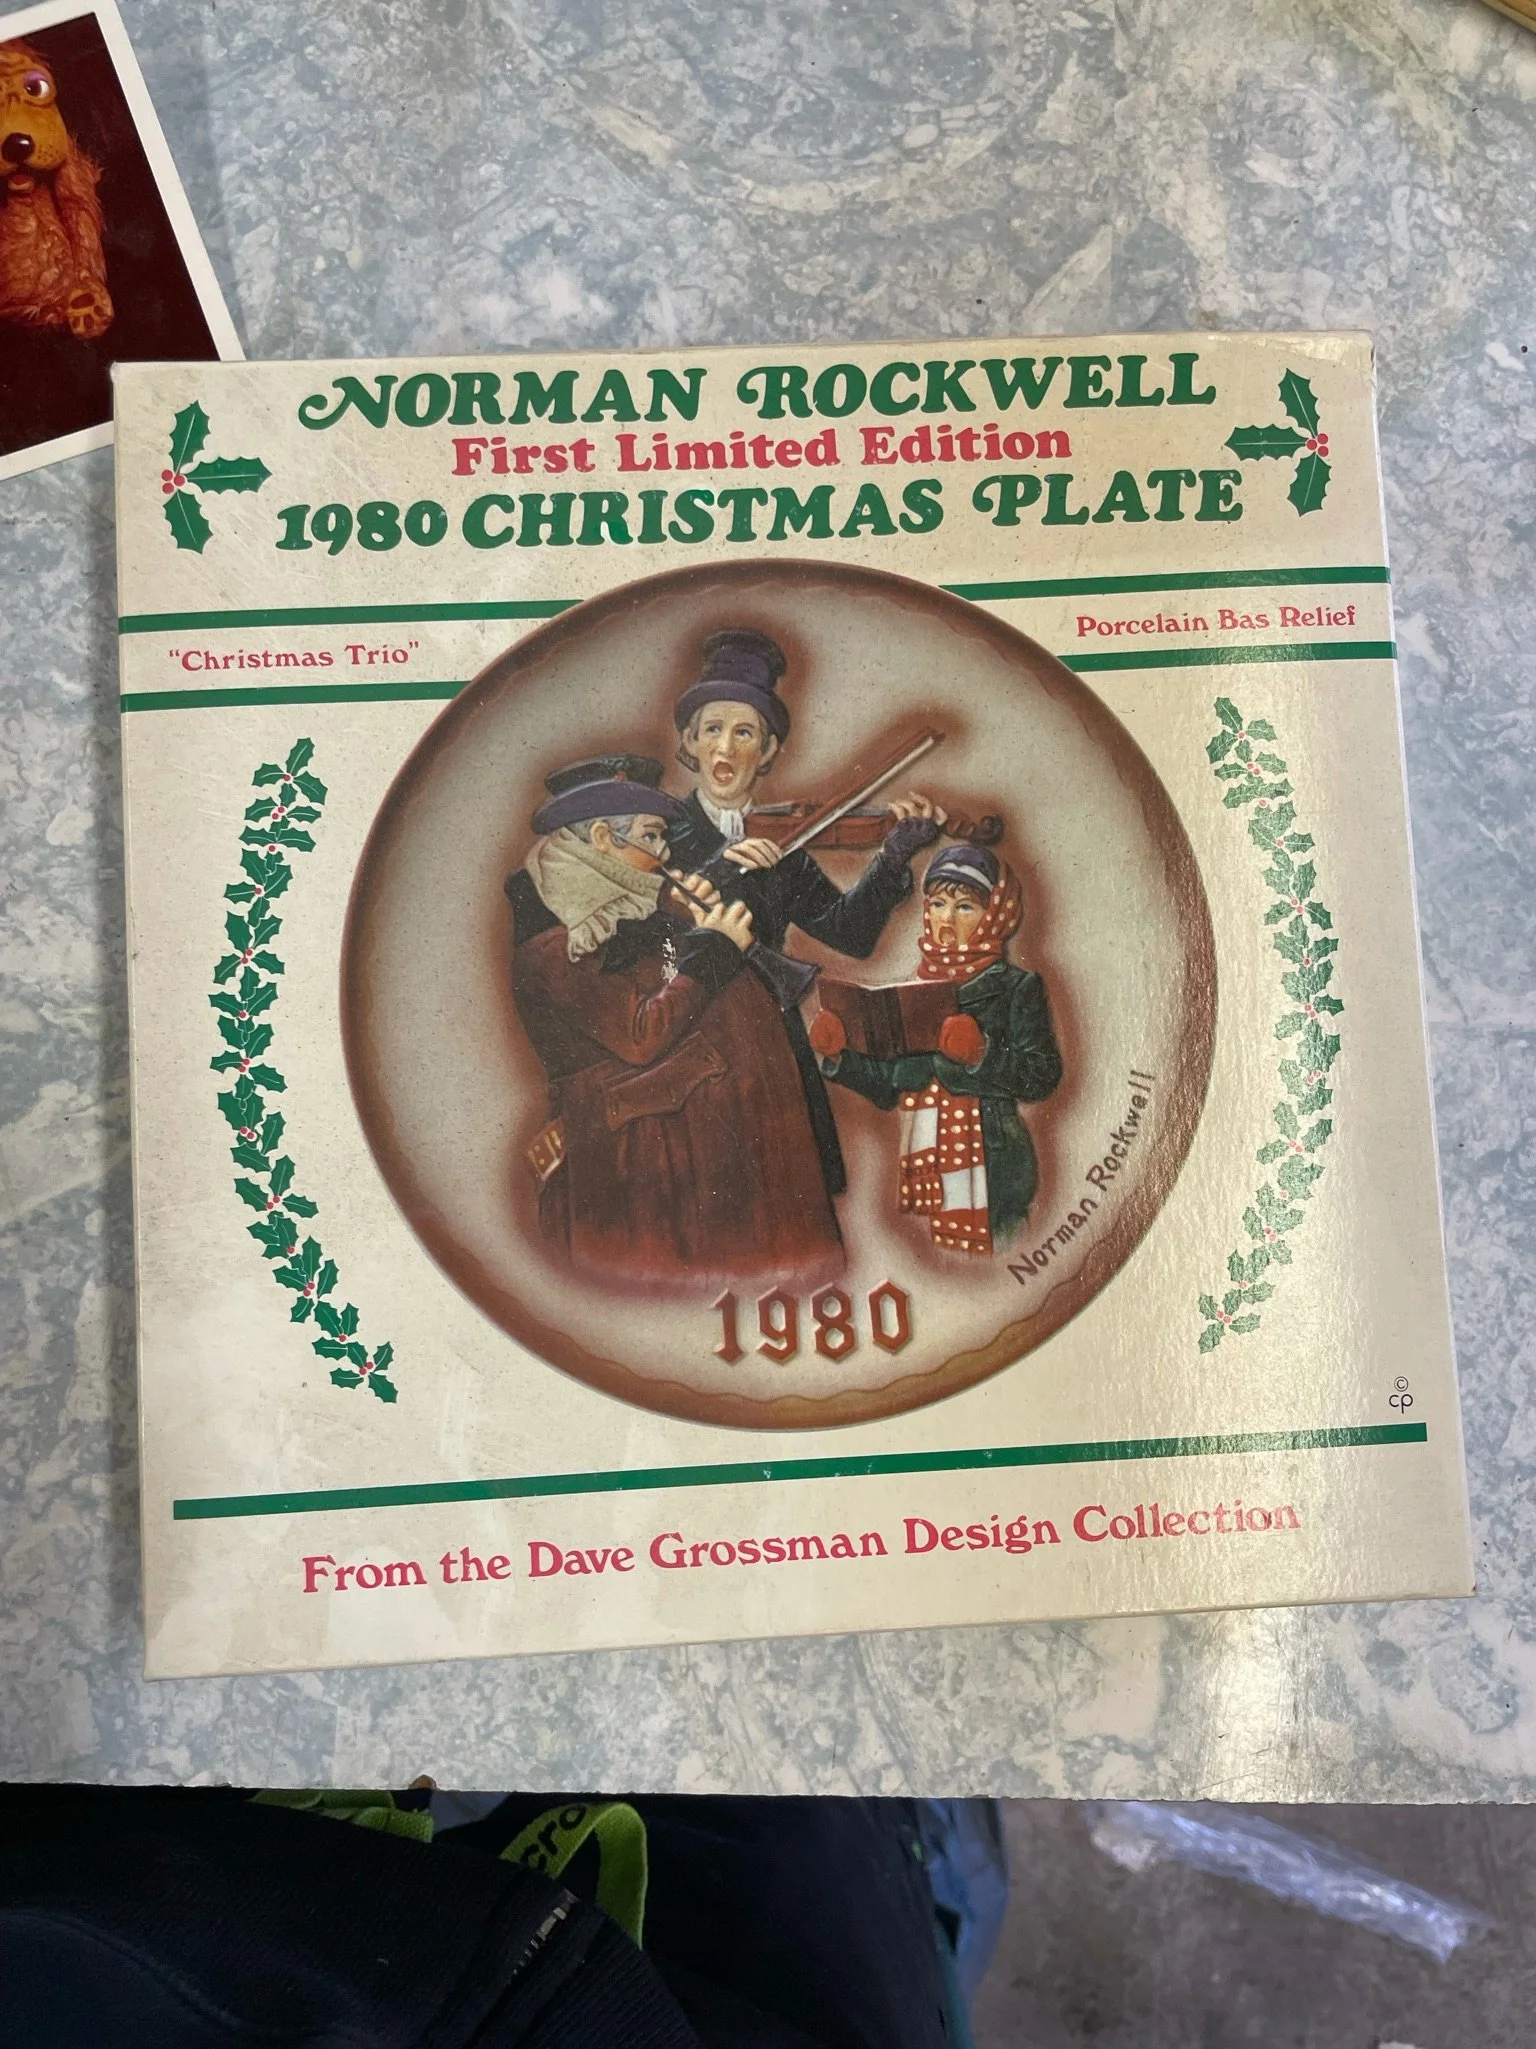 NORMAN ROCKWELL
First Limited Edition
1980 CHRISTMAS PLATE
"Christmas Trio"
Porcelain Bas Relief
Norman Rockwell
1980
©
cp
From the Dave Grossman Design Collection
cro